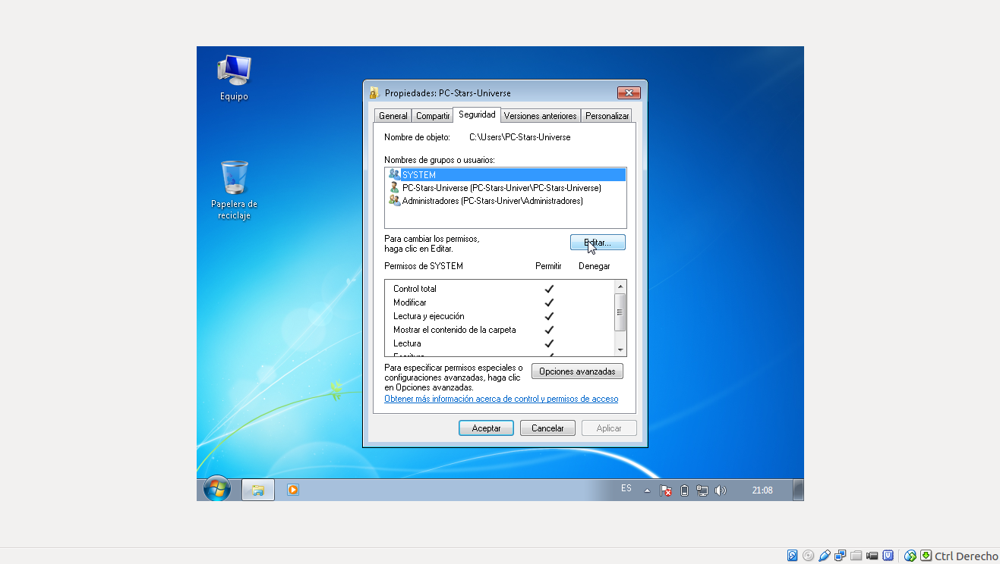 Equipo
Papelera de
reciclaje
Propiedades: PC-Stars-Universe
General Compartir Seguridad Versiones anteriores Personalizar
Nombre de objeto: C:\Users\PC-Stars-Universe
Nombres de grupos o usuarios:
SYSTEM
PC-Stars-Universe (PC-Stars-Univer\PC-Stars-Universe)
Administradores (PC-Stars-Univer\Administradores)
Para cambiar los permisos,
haga clic en Editar.
Editar...
Permisos de SYSTEM Permitir Denegar
Control total
Modificar
Lectura y ejecución
Mostrar el contenido de la carpeta
Lectura
Escritura
Para especificar permisos especiales o
configuraciones avanzadas, haga clic
en Opciones avanzadas.
Opciones avanzadas
Obtener más información acerca de control y permisos de acceso
Aceptar Cancelar Aplicar
ES 21:08
Ctrl Derecho